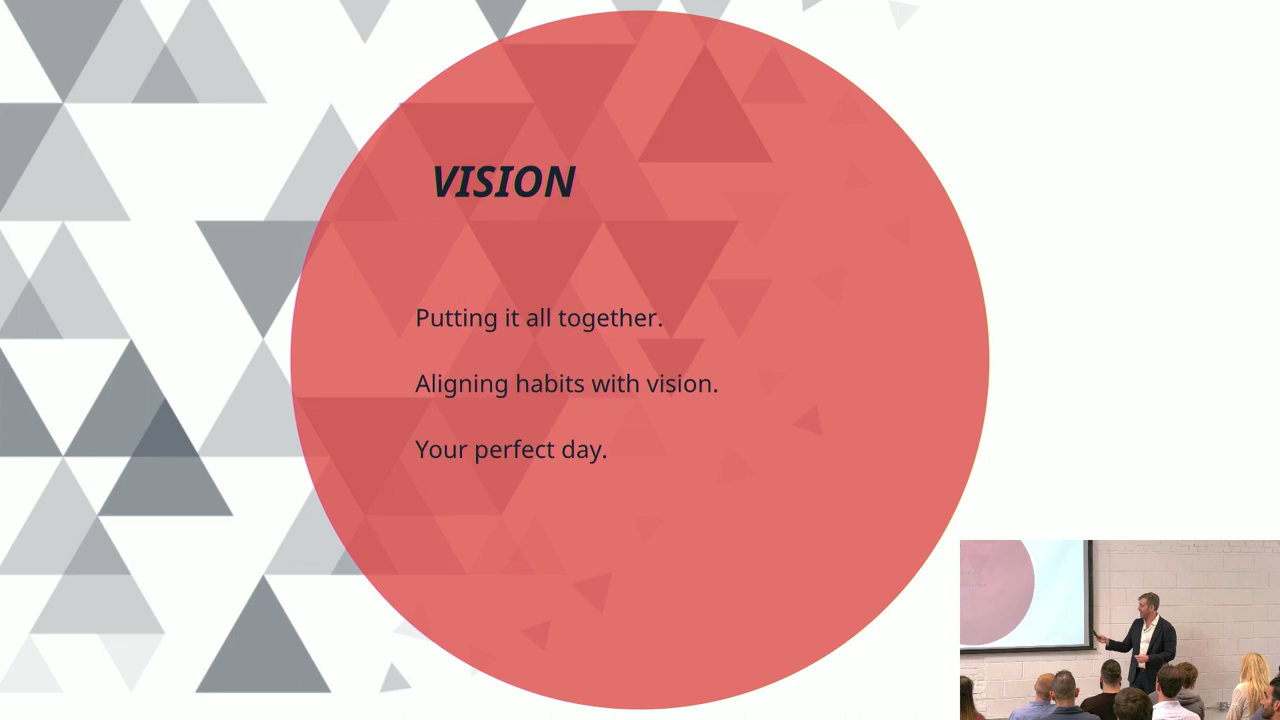 VISION
Putting it all together.
Aligning habits with vision.
Your perfect day.